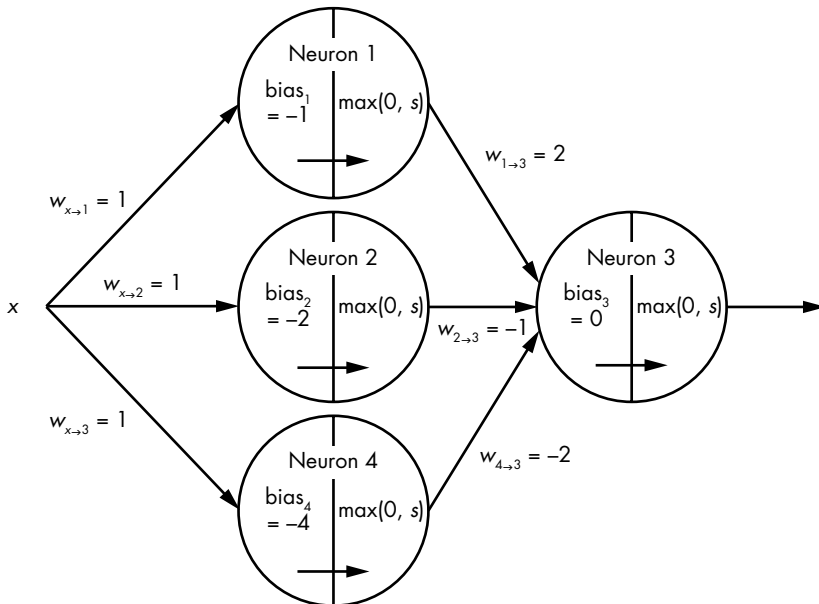 Neuron 1
bias₁
= –1
max(0, s)
wₓ→₁ = 1
w₁→₃ = 2
Neuron 2
bias₂
= –2
max(0, s)
x
wₓ→₂ = 1
w₂→₃ = –1
Neuron 3
bias₃
= 0
max(0, s)
wₓ→₃ = 1
Neuron 4
bias₄
= –4
max(0, s)
w₄→₃ = –2